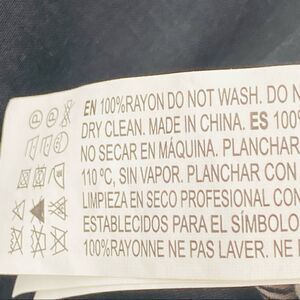 EN 100%RAYON DO NOT WASH. DO N
DRY CLEAN. MADE IN CHINA. ES 100%
NO SECAR EN MÁQUINA. PLANCHAR
110 ºC, SIN VAPOR. PLANCHAR CON
LIMPIEZA EN SECO PROFESIONAL CON
ESTABLECIDOS PARA EL SÍMBOLO
100%RAYONNE NE PAS LAVER. NE